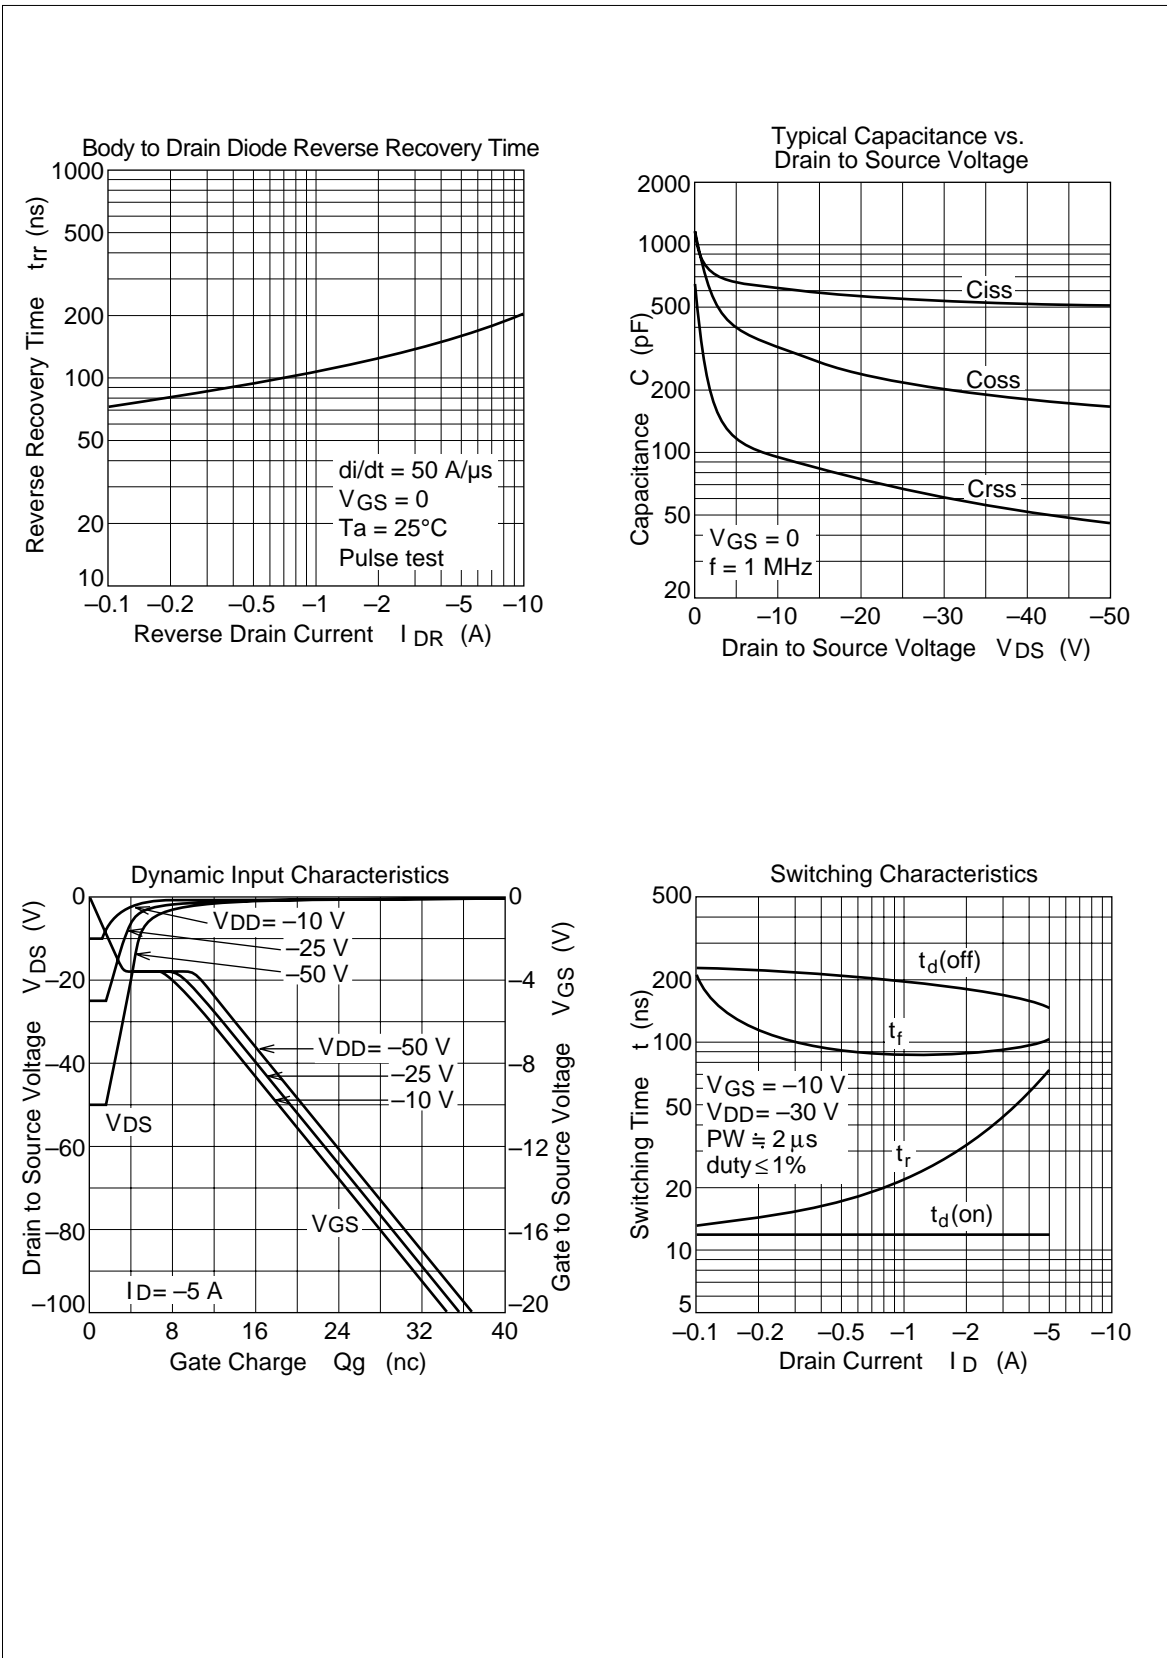 Body to Drain Diode Reverse Recovery Time
1000
500
200
100
50
20
10
Reverse Recovery Time trr (ns)
di/dt = 50 A/µs
VGS = 0
Ta = 25°C
Pulse test
–0.1 –0.2 –0.5 –1 –2 –5 –10
Reverse Drain Current I DR (A)
Typical Capacitance vs.
Drain to Source Voltage
2000
1000
500
200
100
50
20
Capacitance C (pF)
Ciss
Coss
Crss
VGS = 0
f = 1 MHz
0 –10 –20 –30 –40 –50
Drain to Source Voltage VDS (V)
Dynamic Input Characteristics
0
–20
–40
–60
–80
–100
Drain to Source Voltage VDS (V)
VDD= –10 V
–25 V
–50 V
VDD= –50 V
–25 V
–10 V
VDS
VGS
I D= –5 A
0
–4
–8
–12
–16
–20
Gate to Source Voltage VGS (V)
0 8 16 24 32 40
Gate Charge Qg (nc)
Switching Characteristics
500
200
100
50
20
10
5
Switching Time t (ns)
td(off)
tf
VGS = –10 V
VDD= –30 V
PW ≒ 2 µs
duty ≤ 1%
tr
td(on)
–0.1 –0.2 –0.5 –1 –2 –5 –10
Drain Current I D (A)